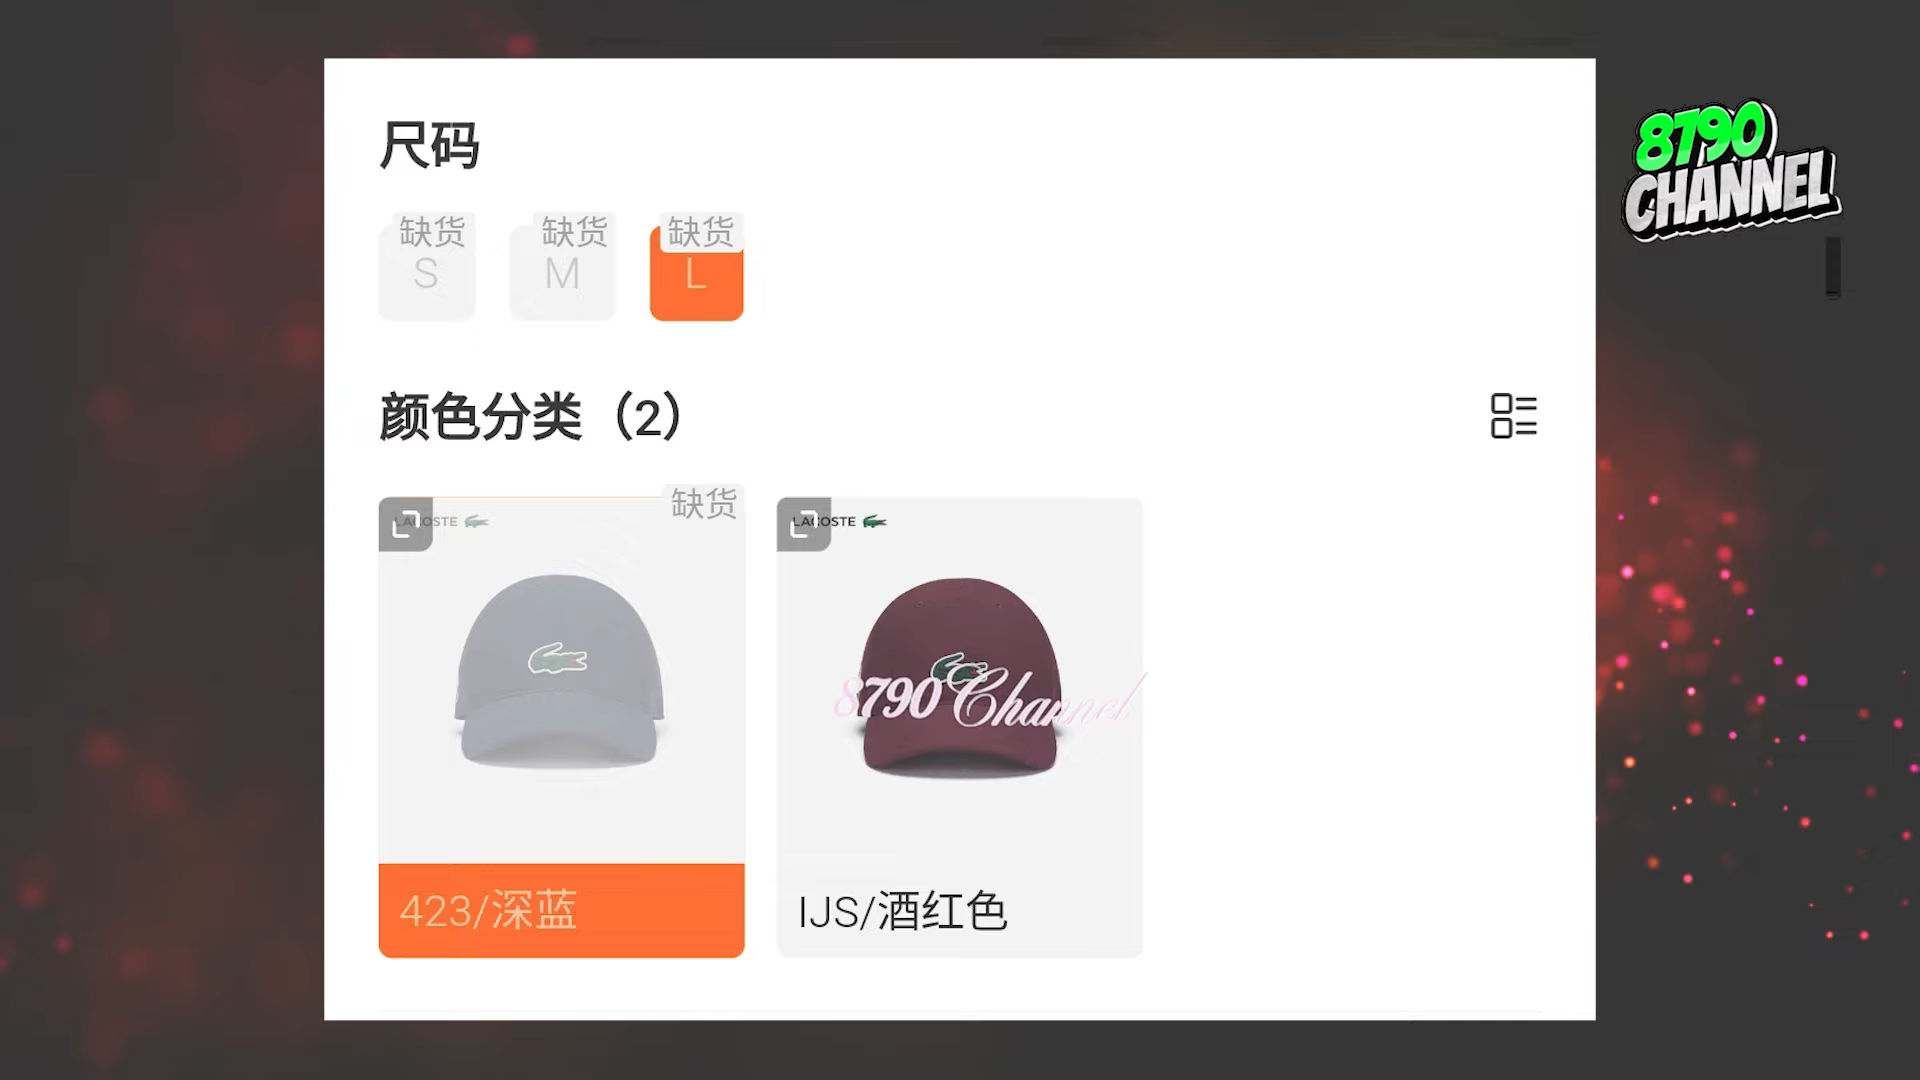 8790
CHANNEL
尺码
缺货
S
缺货
M
缺货
L
颜色分类（2）
缺货
LACOSTE
LACOSTE
8790 Channel
423/深蓝
IJS/酒红色